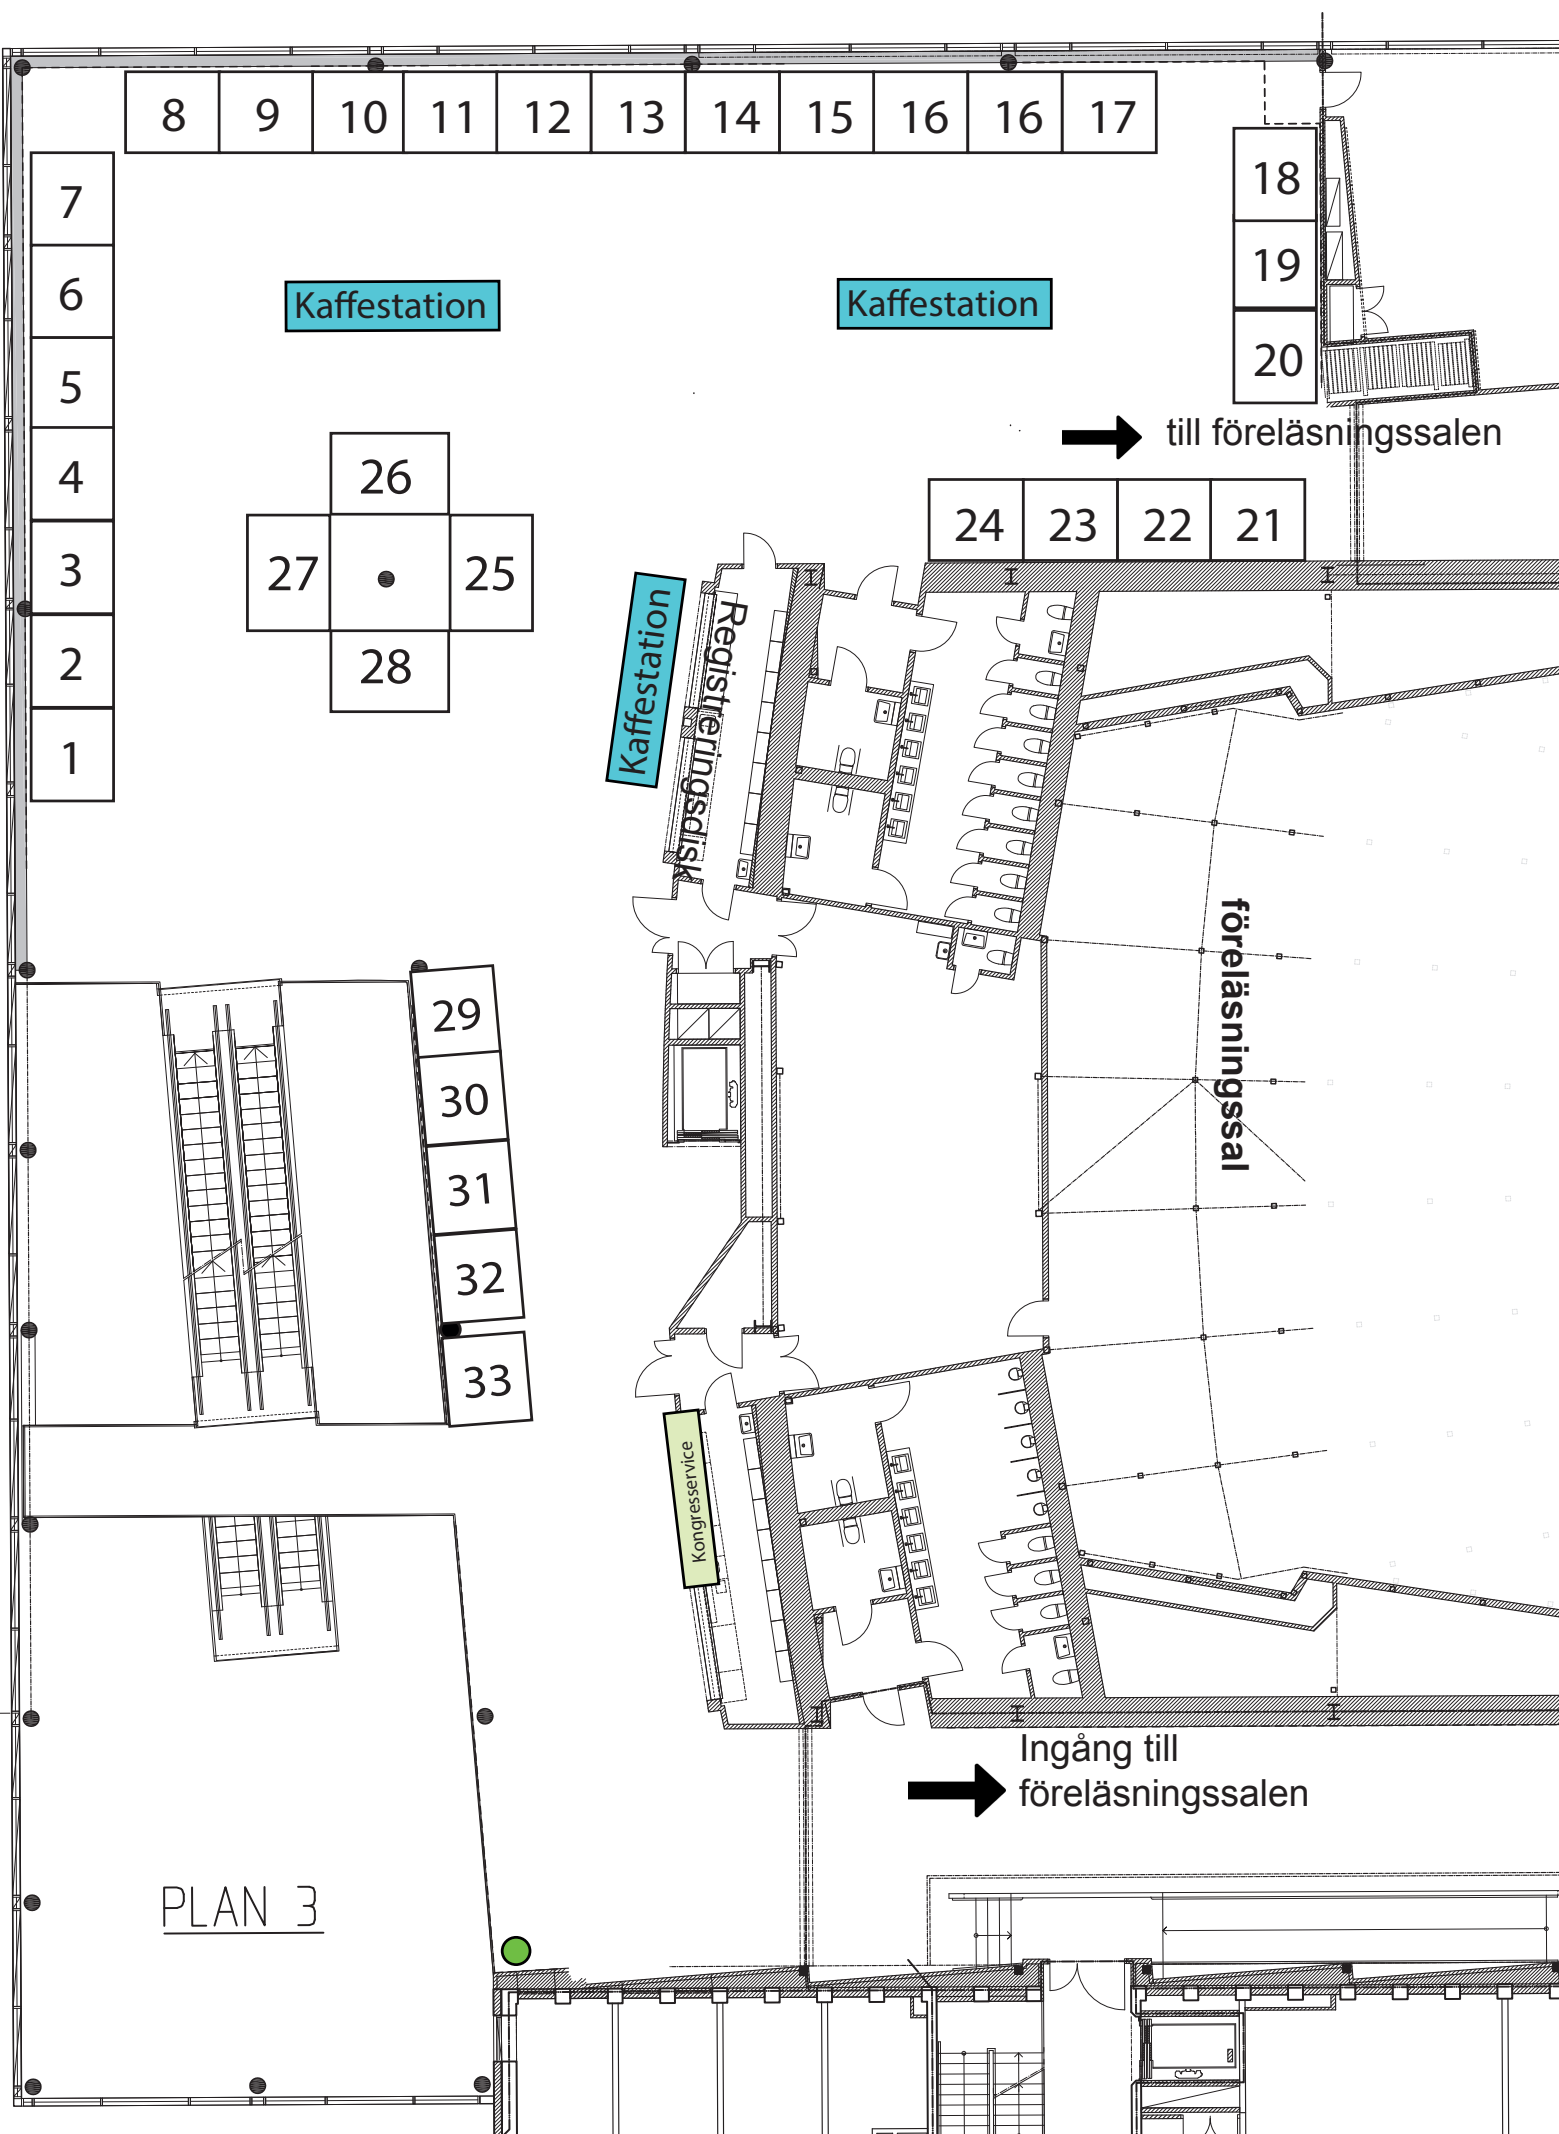 8 9 10 11 12 13 14 15 16 16 17
7
6
5
4
3
2
1
18
19
20
Kaffestation
Kaffestation
till föreläsningssalen
24 23 22 21
26
27 25
28
Kaffestation
Registreringsdisk
föreläsningssal
29
30
31
32
33
Kongresservice
Ingång till
föreläsningssalen
PLAN 3